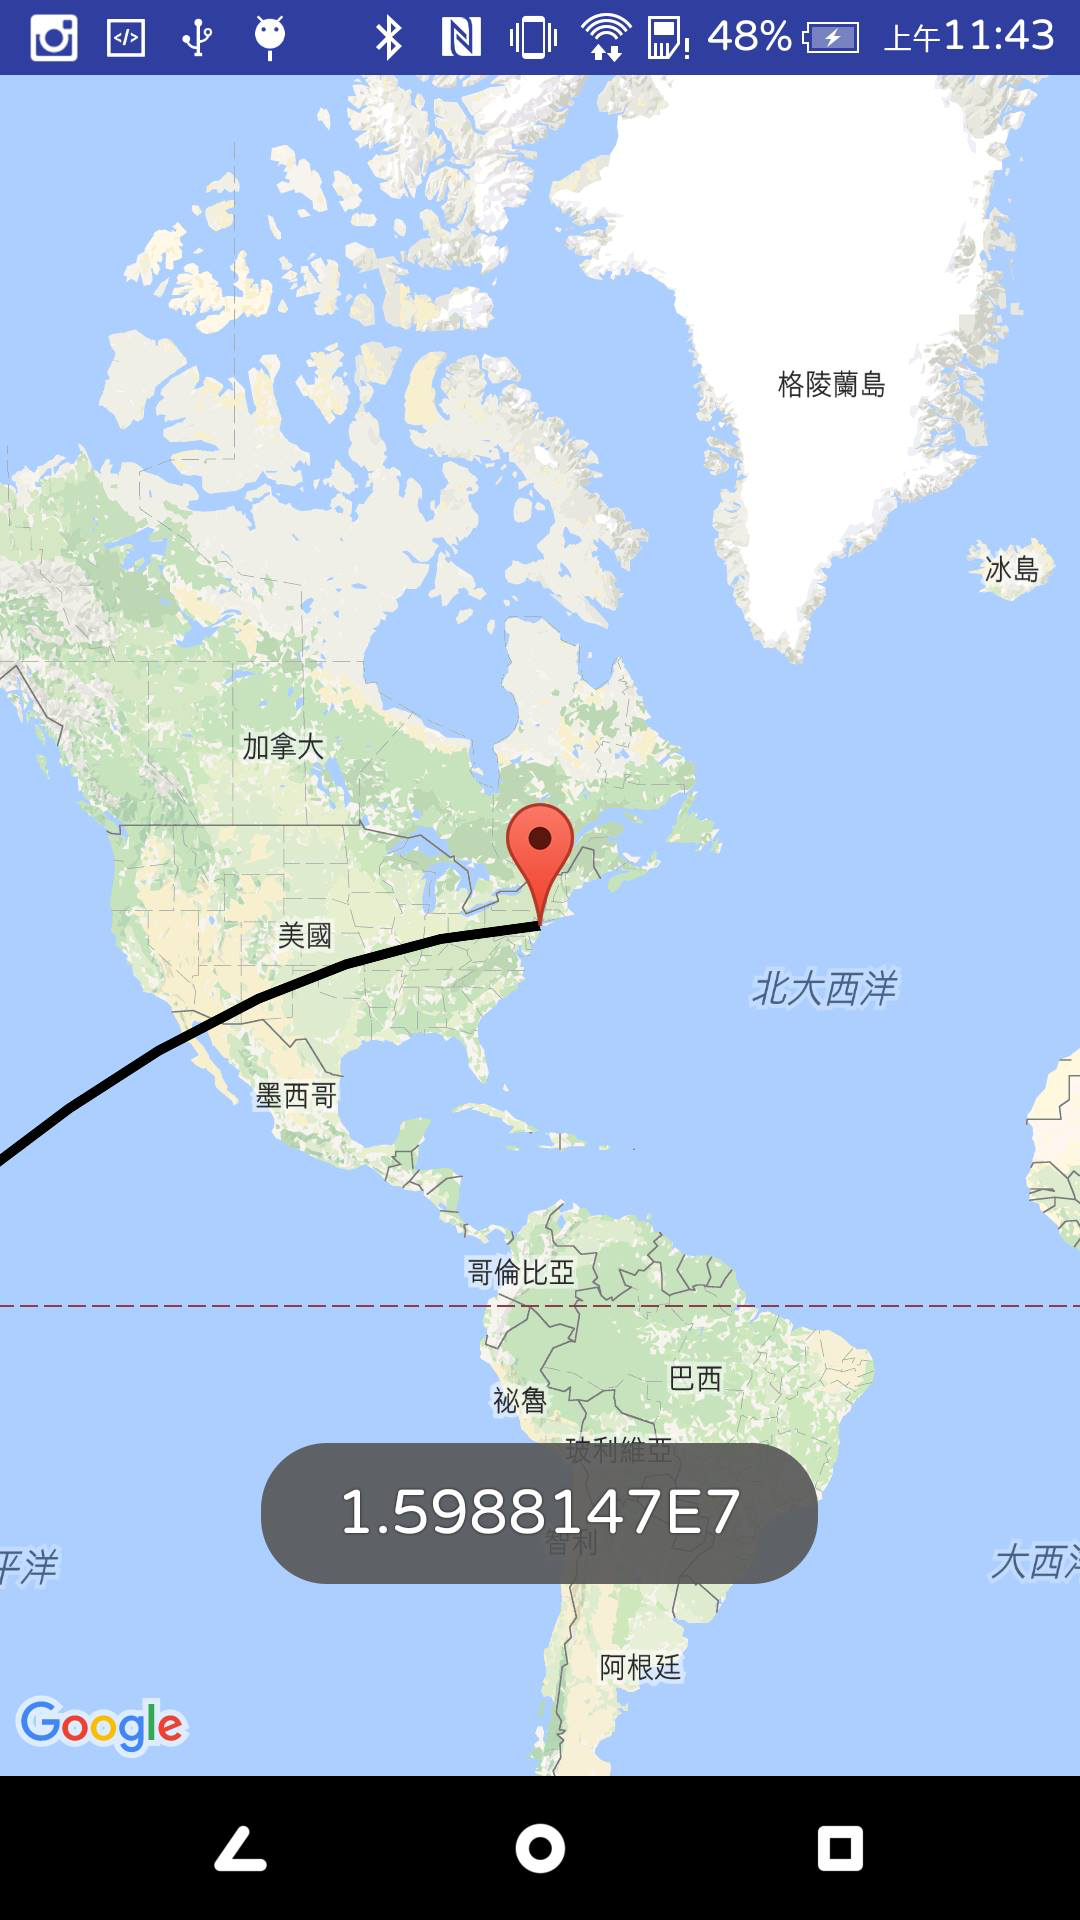 48% 上午11:43
格陵蘭島
冰島
加拿大
美國
北大西洋
墨西哥
哥倫比亞
巴西
祕魯
玻利維亞
1.5988147E7
智利
平洋
大西洋
阿根廷
Google